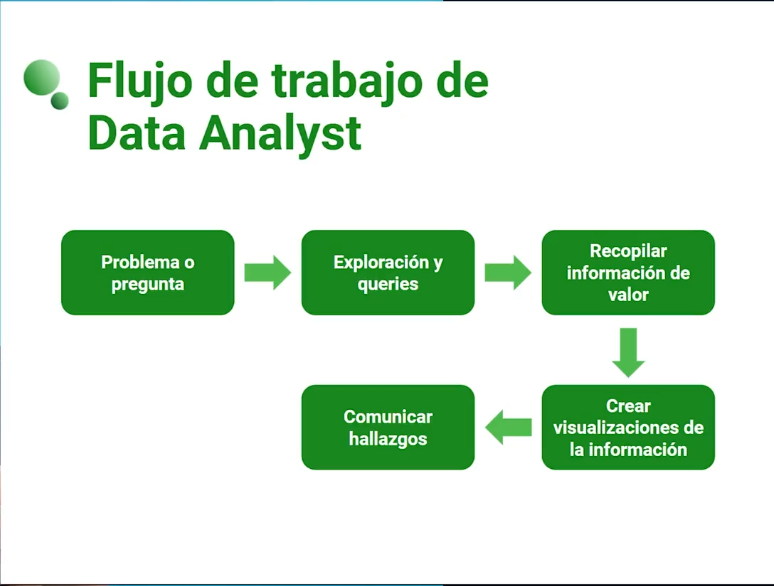 Flujo de trabajo de
Data Analyst
Problema o
pregunta
Exploración y
queries
Recopilar
información de
valor
Crear
visualizaciones de
la información
Comunicar
hallazgos